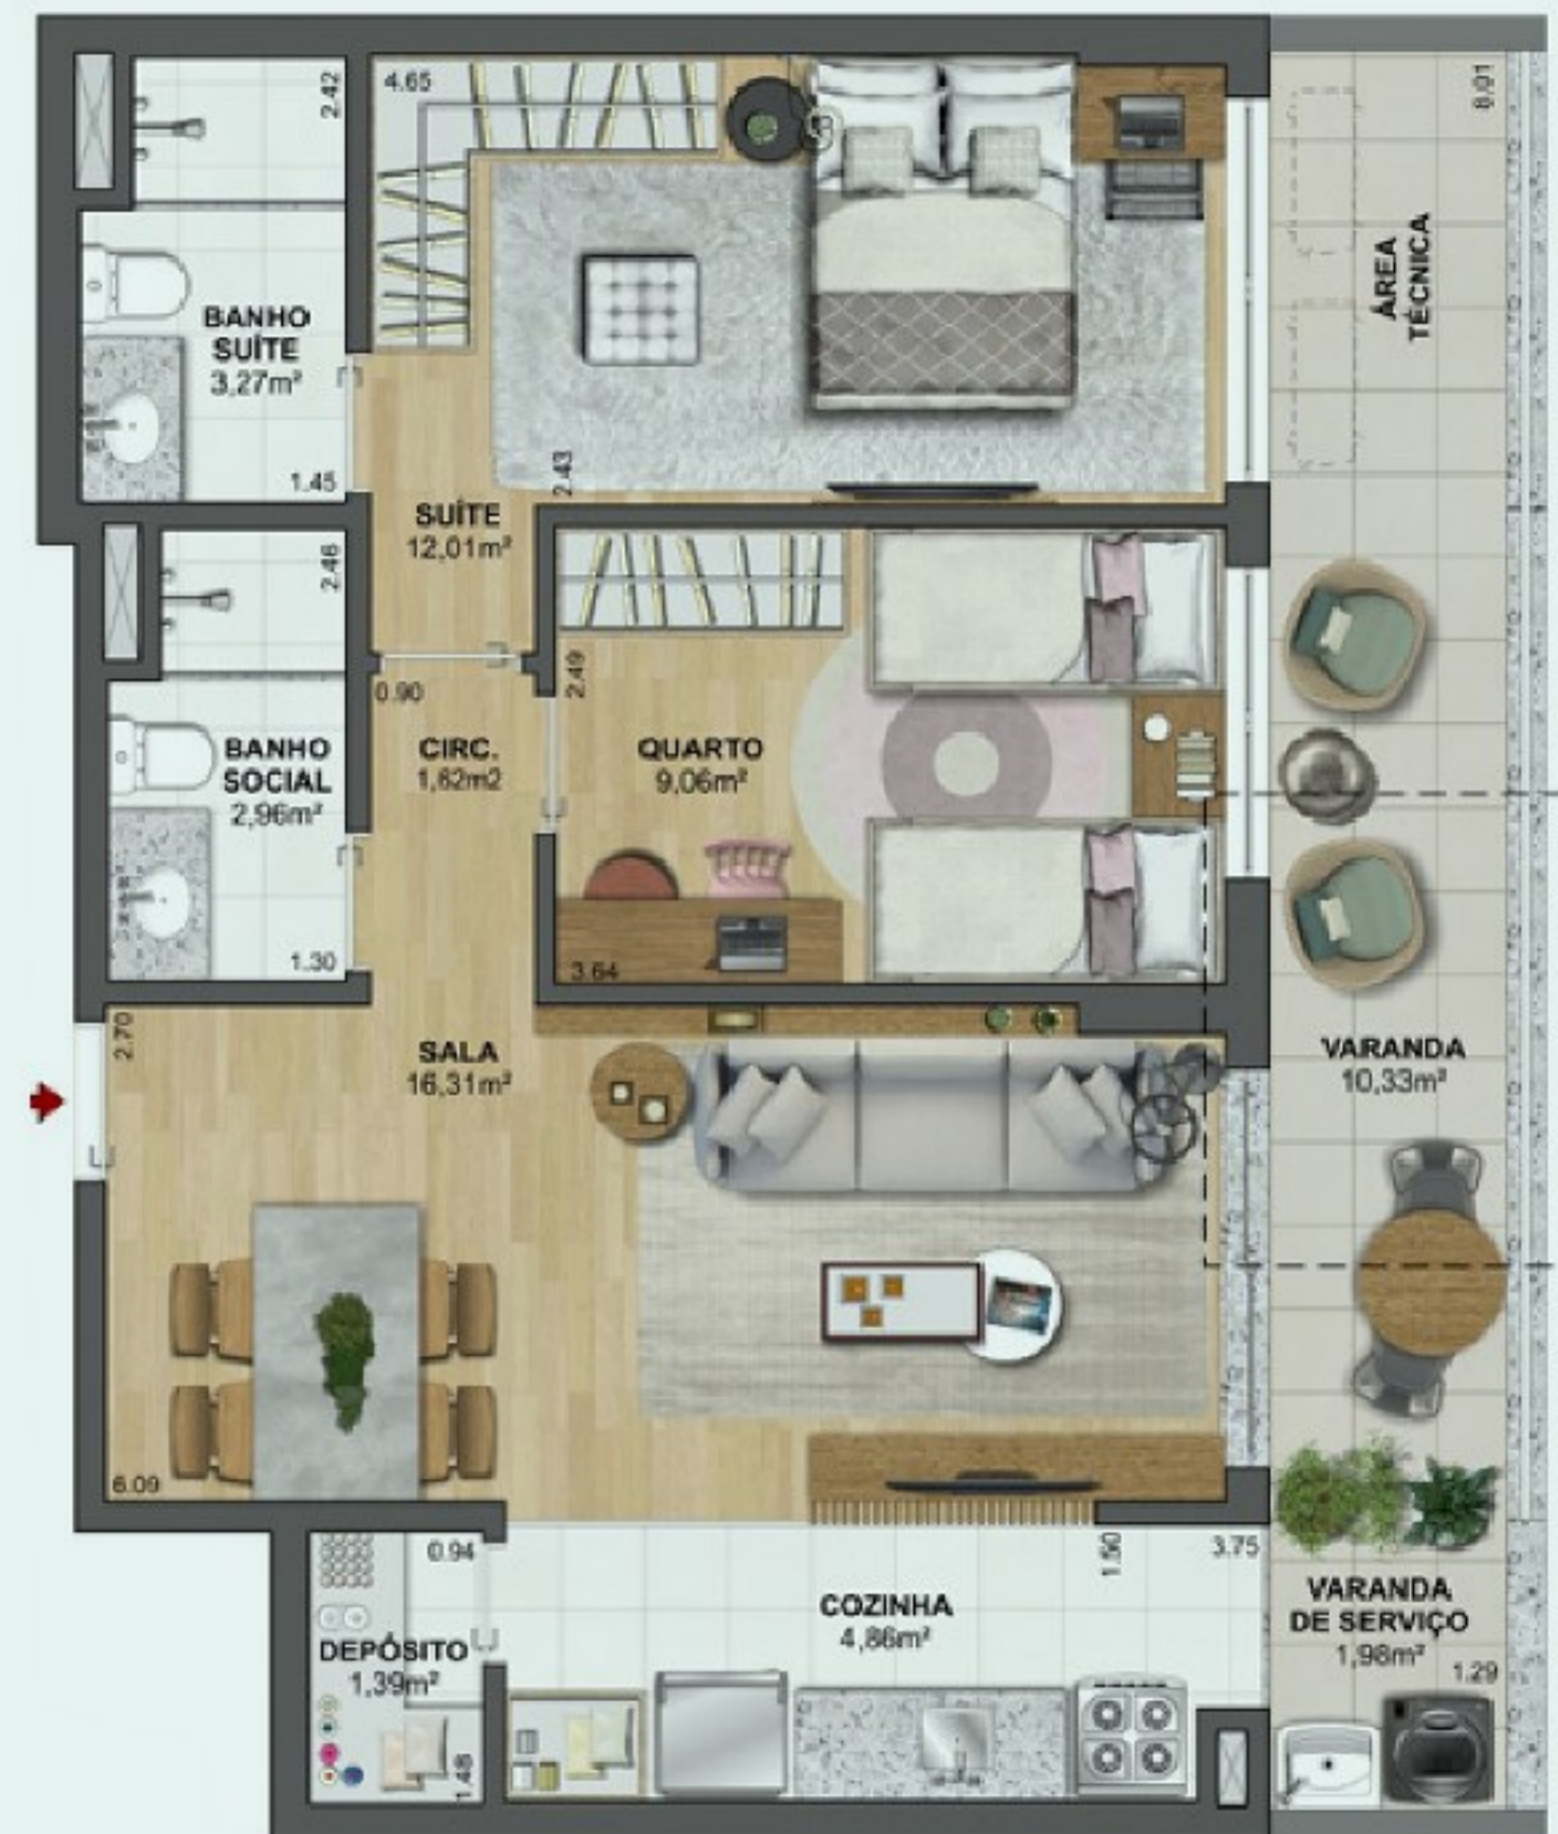 2.42
4.65
8.01
ÁREA
TÉCNICA
BANHO
SUÍTE
3,27m²
1.45
2.43
SUÍTE
12,01m²
2.46
2.49
0.90
BANHO
SOCIAL
2,96m²
CIRC.
1,62m2
QUARTO
9,06m²
1.30
3.64
2.70
SALA
16,31m²
VARANDA
10,33m²
6.09
0.94
1.50
3.75
COZINHA
4,86m²
VARANDA
DE SERVIÇO
1,98m²
1.29
DEPÓSITO
1,39m²
1.48